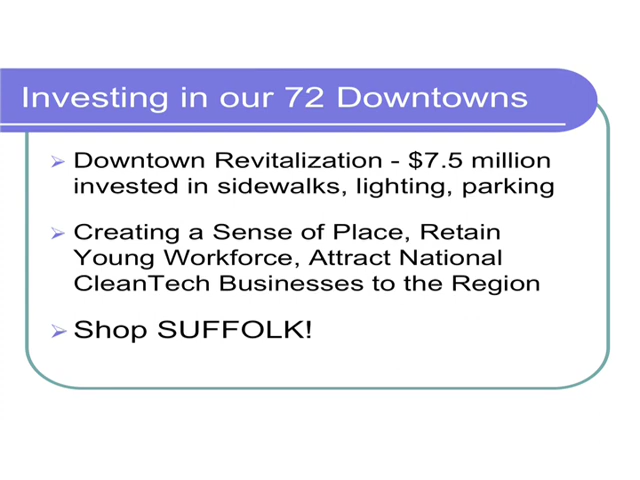 Investing in our 72 Downtowns
Downtown Revitalization - $7.5 million
invested in sidewalks, lighting, parking
Creating a Sense of Place, Retain
Young Workforce, Attract National
CleanTech Businesses to the Region
Shop SUFFOLK!